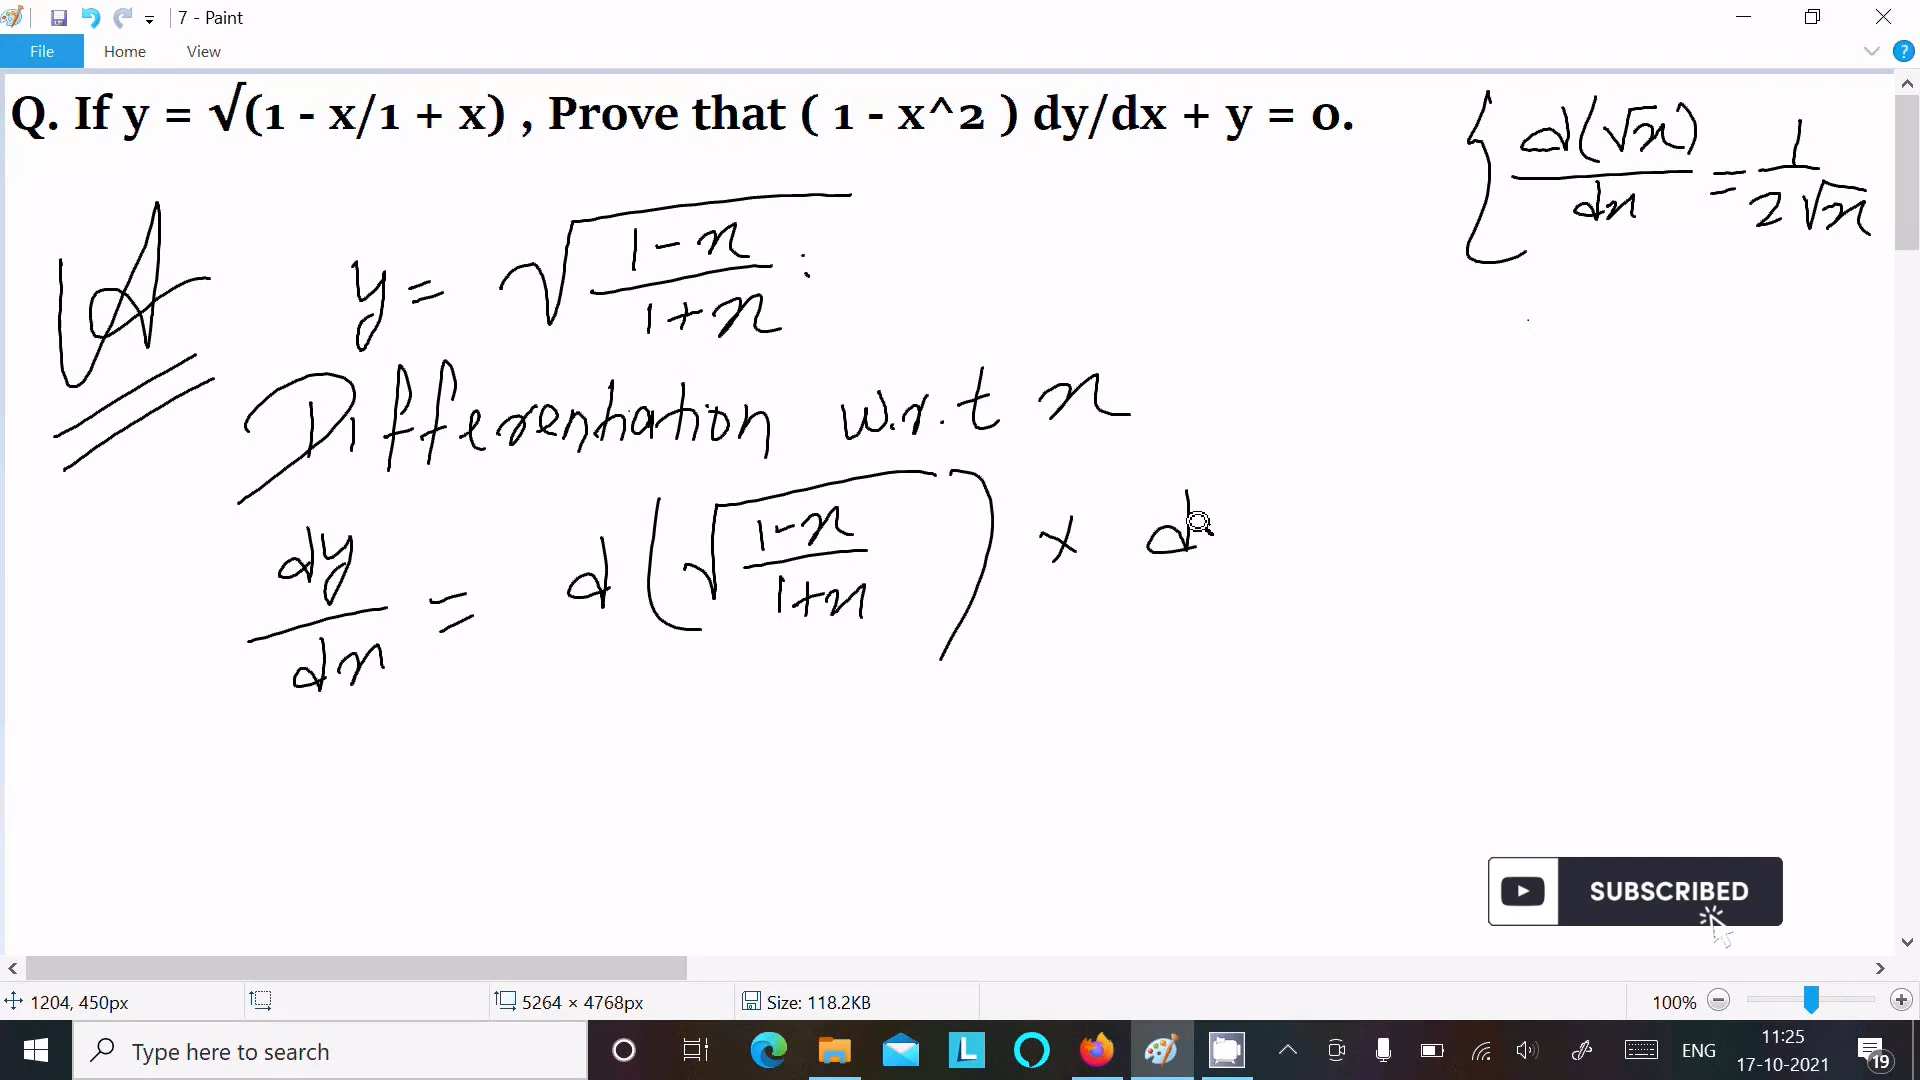 7 - Paint
File Home View
Q. If y = √(1 - x/1 + x) , Prove that ( 1 - x^2 ) dy/dx + y = 0.
{ d(√x)/dx = 1/2√x
y = √(1-x/1+x) :
Differentiation w.r.t x
dy/dx = d(√(1-x/1+x)) × d
SUBSCRIBED
1204, 450px 5264 × 4768px Size: 118.2KB 100%
Type here to search
L
ENG
11:25
17-10-2021
19